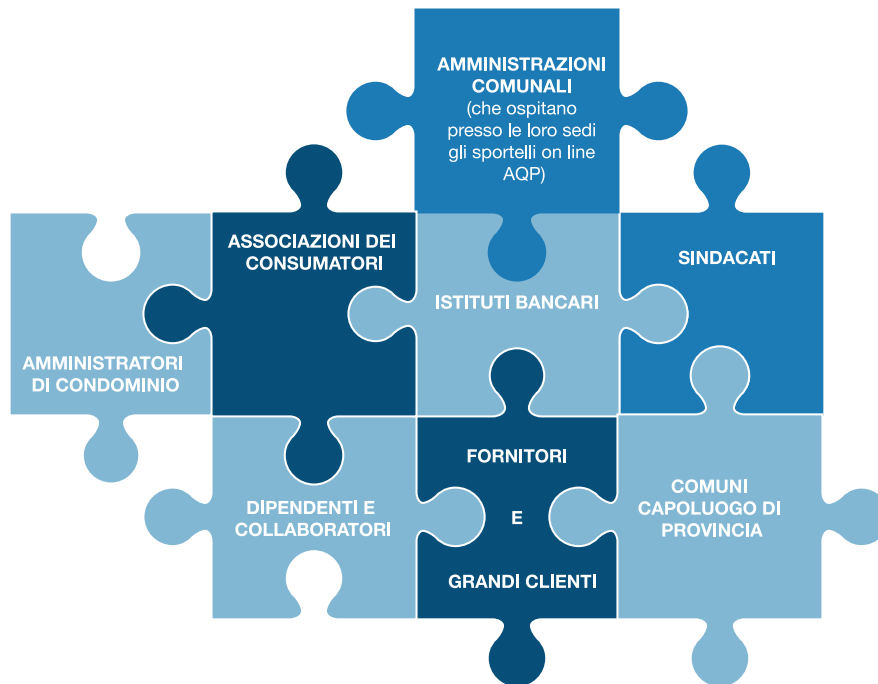 AMMINISTRAZIONI
COMUNALI
(che ospitano
presso le loro sedi
gli sportelli on line
AQP)
ASSOCIAZIONI DEI
CONSUMATORI
ISTITUTI BANCARI
SINDACATI
AMMINISTRATORI
DI CONDOMINIO
DIPENDENTI E
COLLABORATORI
FORNITORI
E
GRANDI CLIENTI
COMUNI
CAPOLUOGO DI
PROVINCIA